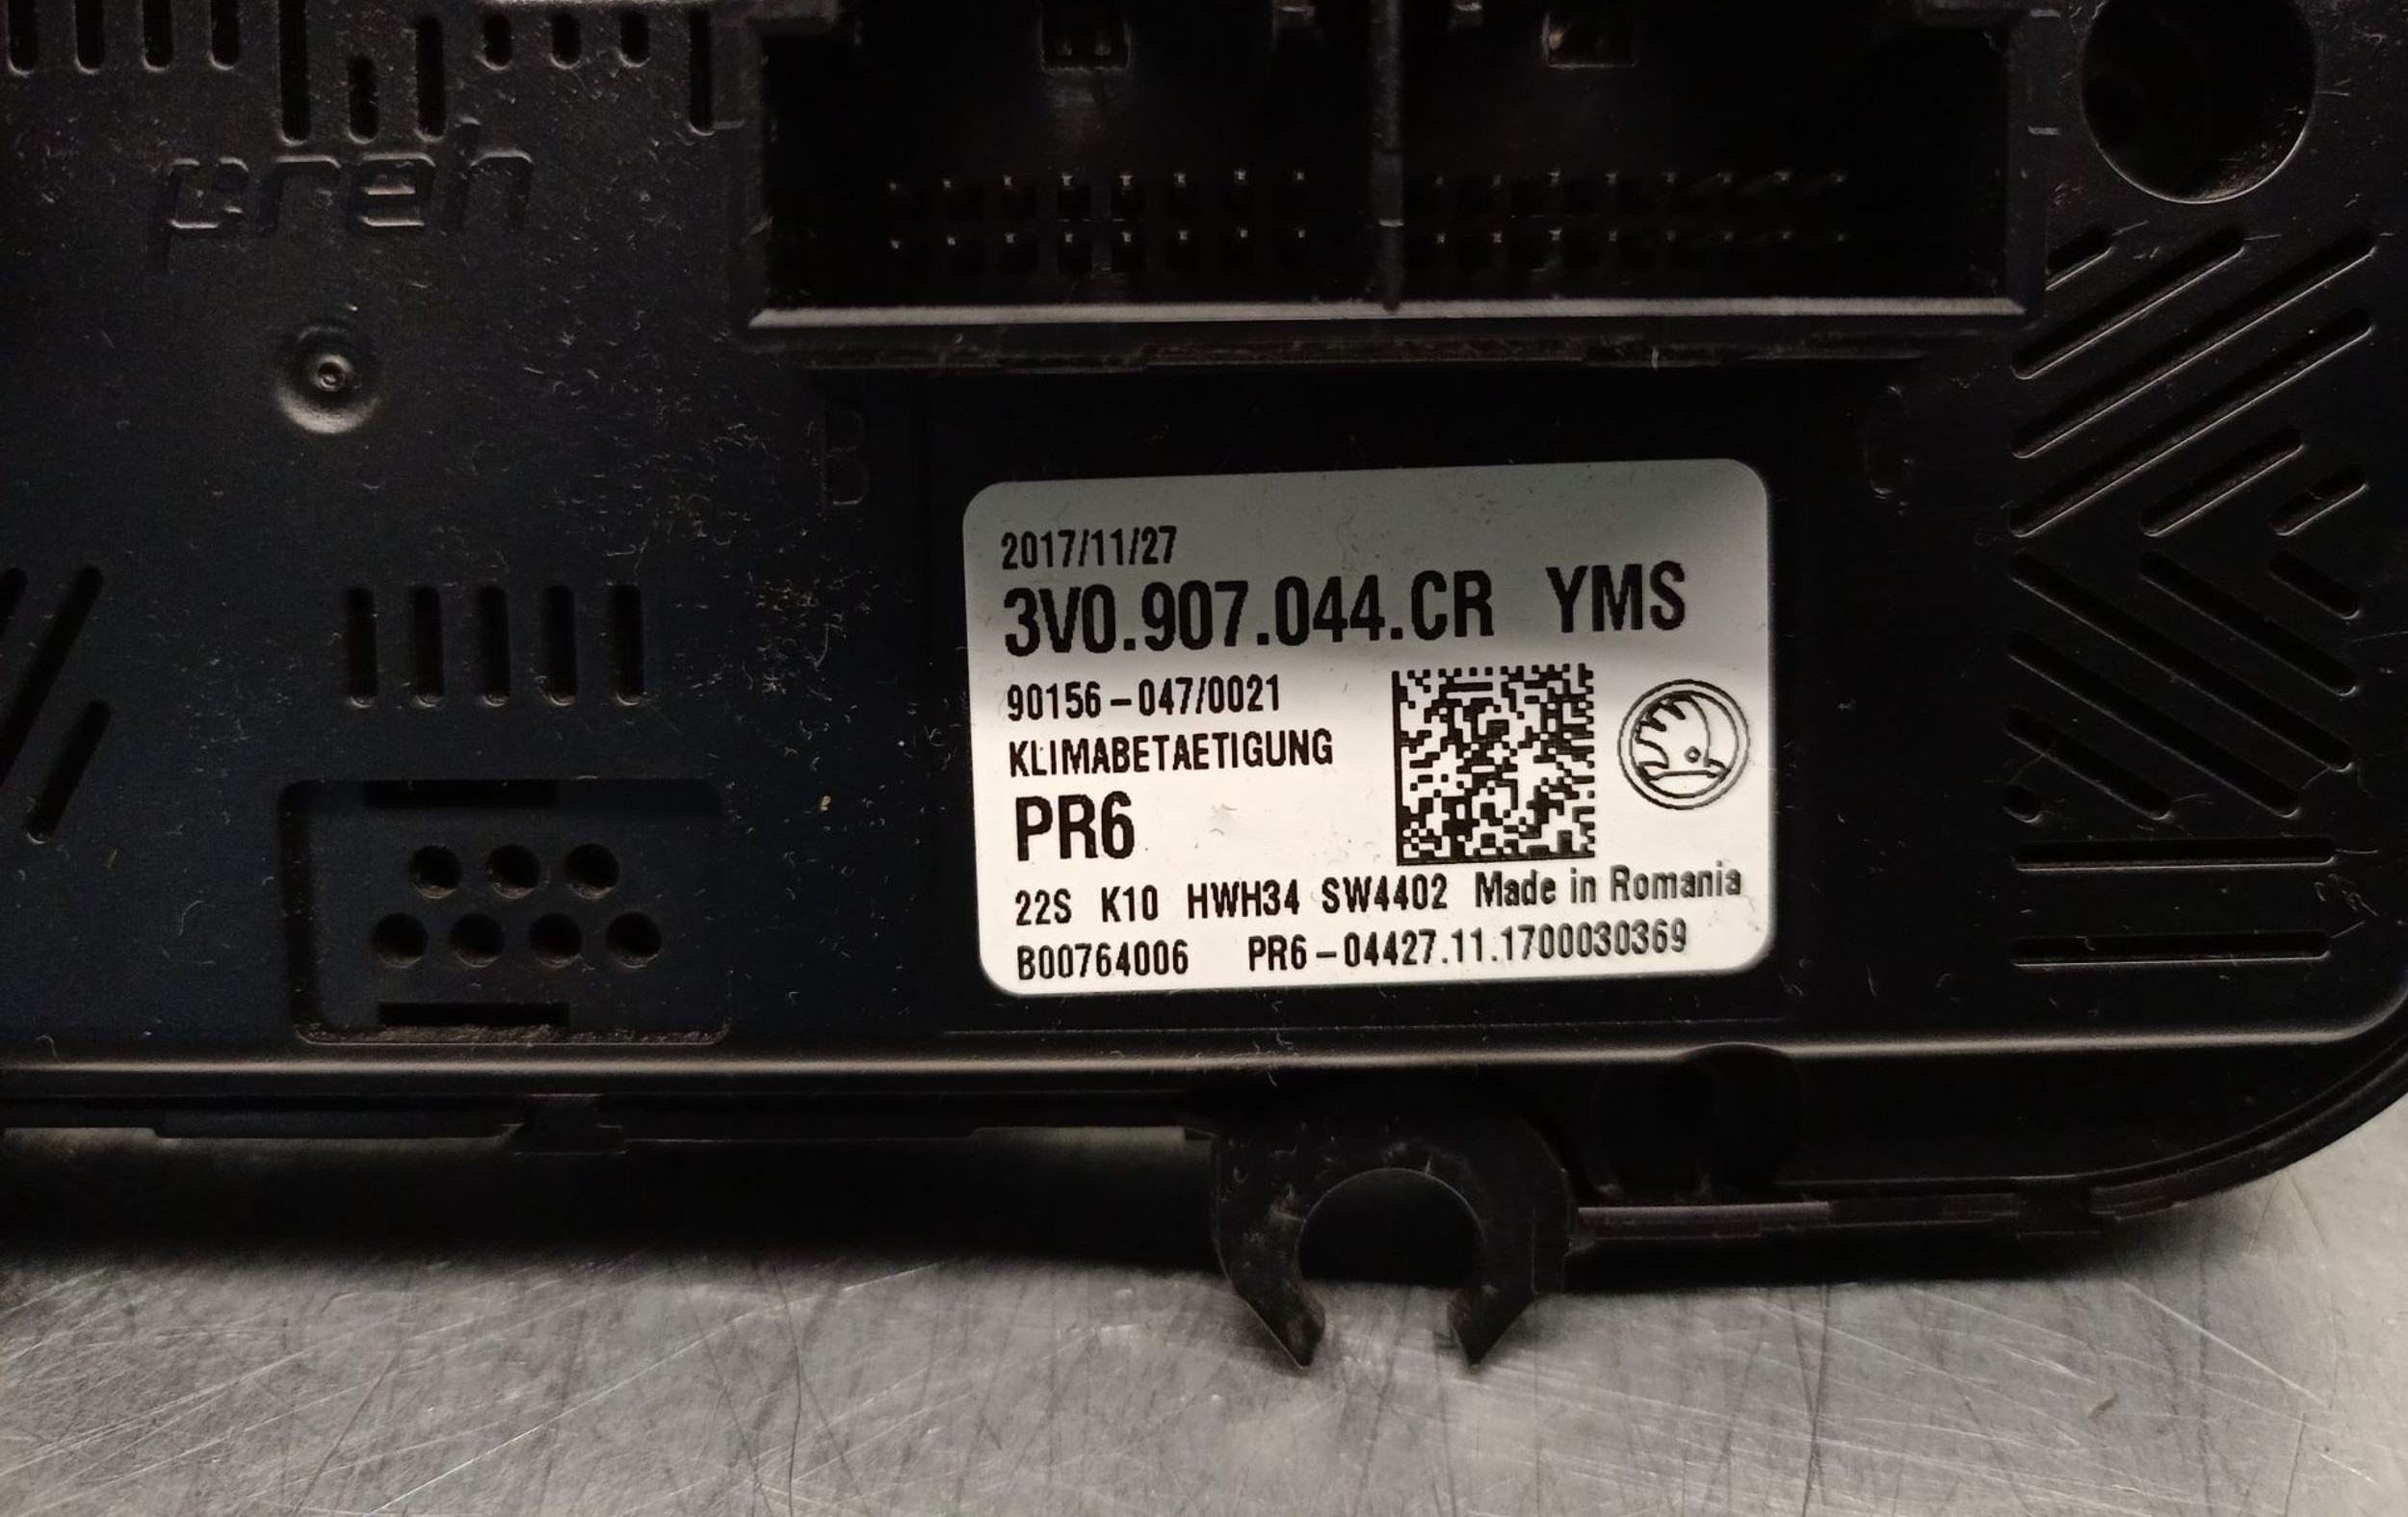 preh
B
2017/11/27
3V0.907.044.CR YMS
90156-047/0021
KLIMABETAETIGUNG
PR6
22S K10 HWH34 SW4402 Made in Romania
B00764006 PR6-04427.11.1700030369